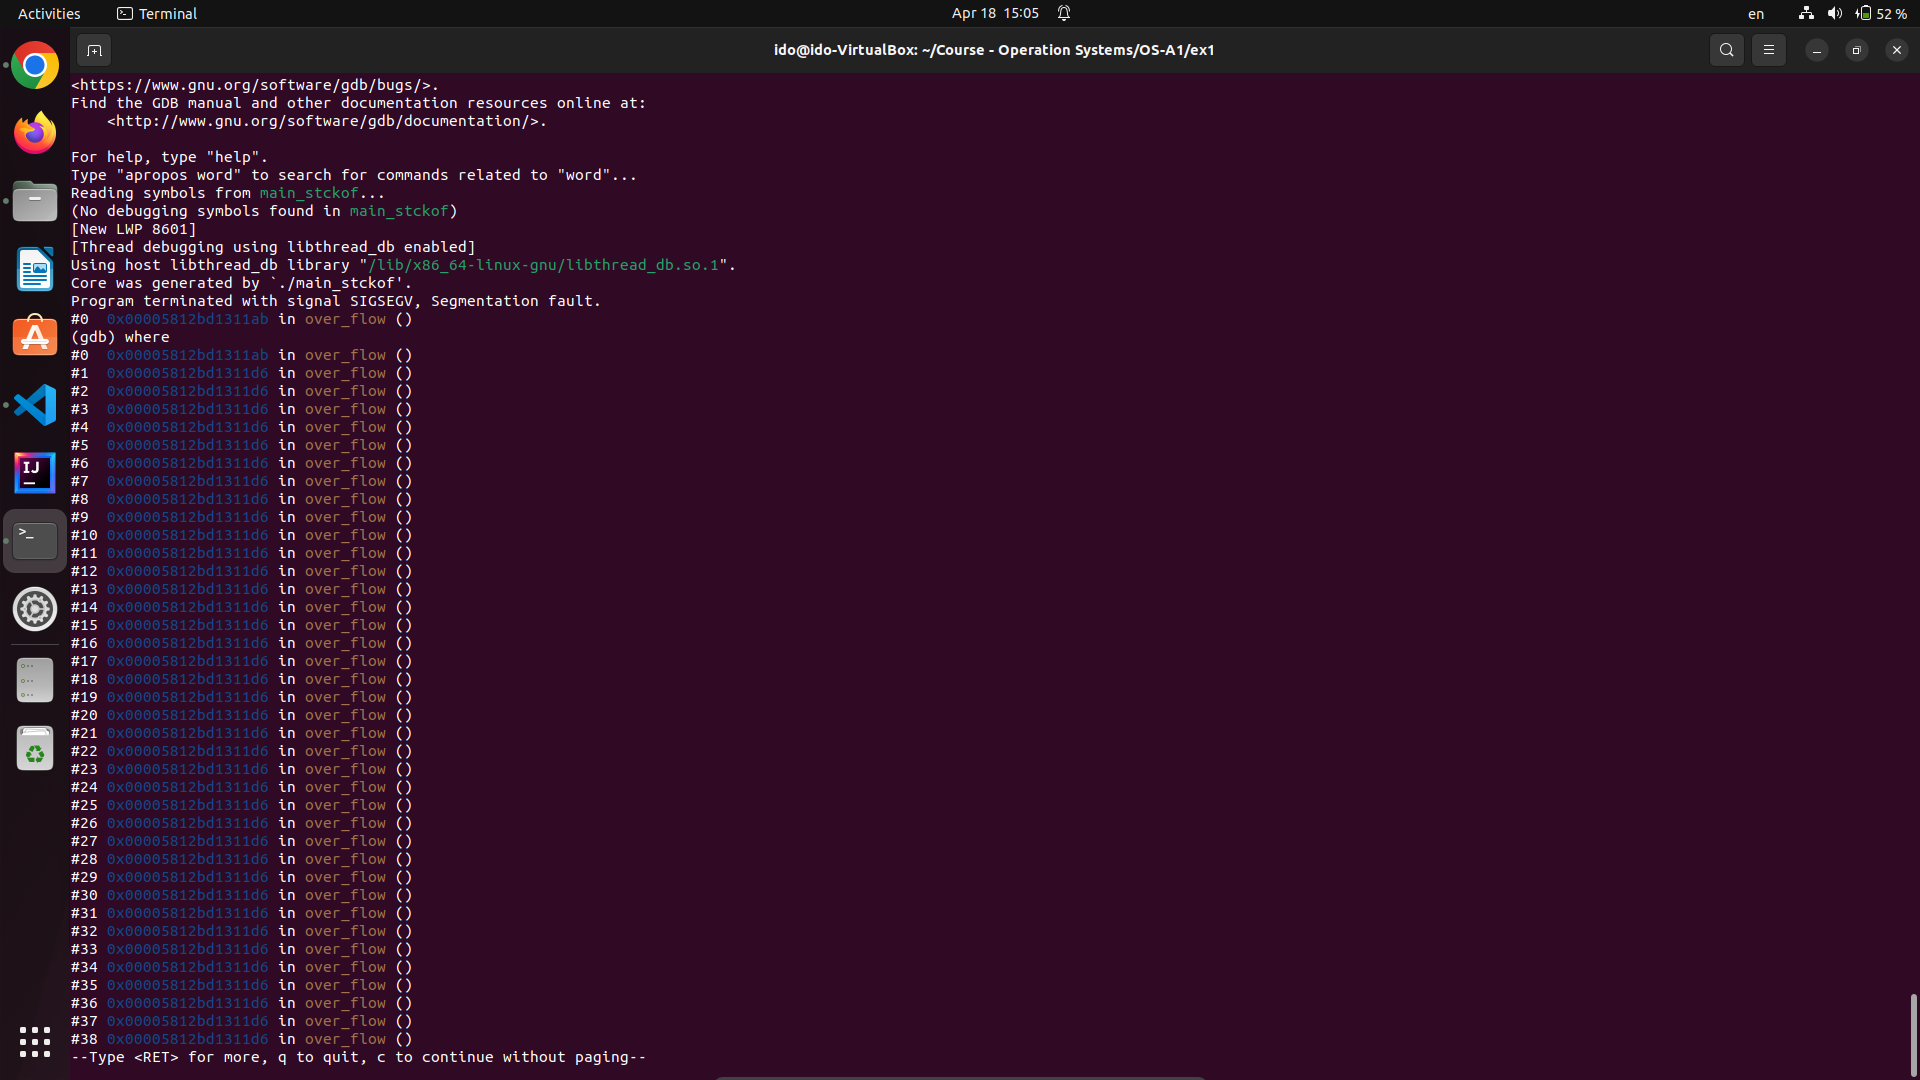 Activities Terminal Apr 18 15:05 en 52 %
ido@ido-VirtualBox: ~/Course - Operation Systems/OS-A1/ex1
<https://www.gnu.org/software/gdb/bugs/>.
Find the GDB manual and other documentation resources online at:
    <http://www.gnu.org/software/gdb/documentation/>.

For help, type "help".
Type "apropos word" to search for commands related to "word"...
Reading symbols from main_stckof...
(No debugging symbols found in main_stckof)
[New LWP 8601]
[Thread debugging using libthread_db enabled]
Using host libthread_db library "/lib/x86_64-linux-gnu/libthread_db.so.1".
Core was generated by `./main_stckof'.
Program terminated with signal SIGSEGV, Segmentation fault.
#0  0x00005812bd1311ab in over_flow ()
(gdb) where
#0  0x00005812bd1311ab in over_flow ()
#1  0x00005812bd1311d6 in over_flow ()
#2  0x00005812bd1311d6 in over_flow ()
#3  0x00005812bd1311d6 in over_flow ()
#4  0x00005812bd1311d6 in over_flow ()
#5  0x00005812bd1311d6 in over_flow ()
#6  0x00005812bd1311d6 in over_flow ()
#7  0x00005812bd1311d6 in over_flow ()
#8  0x00005812bd1311d6 in over_flow ()
#9  0x00005812bd1311d6 in over_flow ()
#10 0x00005812bd1311d6 in over_flow ()
#11 0x00005812bd1311d6 in over_flow ()
#12 0x00005812bd1311d6 in over_flow ()
#13 0x00005812bd1311d6 in over_flow ()
#14 0x00005812bd1311d6 in over_flow ()
#15 0x00005812bd1311d6 in over_flow ()
#16 0x00005812bd1311d6 in over_flow ()
#17 0x00005812bd1311d6 in over_flow ()
#18 0x00005812bd1311d6 in over_flow ()
#19 0x00005812bd1311d6 in over_flow ()
#20 0x00005812bd1311d6 in over_flow ()
#21 0x00005812bd1311d6 in over_flow ()
#22 0x00005812bd1311d6 in over_flow ()
#23 0x00005812bd1311d6 in over_flow ()
#24 0x00005812bd1311d6 in over_flow ()
#25 0x00005812bd1311d6 in over_flow ()
#26 0x00005812bd1311d6 in over_flow ()
#27 0x00005812bd1311d6 in over_flow ()
#28 0x00005812bd1311d6 in over_flow ()
#29 0x00005812bd1311d6 in over_flow ()
#30 0x00005812bd1311d6 in over_flow ()
#31 0x00005812bd1311d6 in over_flow ()
#32 0x00005812bd1311d6 in over_flow ()
#33 0x00005812bd1311d6 in over_flow ()
#34 0x00005812bd1311d6 in over_flow ()
#35 0x00005812bd1311d6 in over_flow ()
#36 0x00005812bd1311d6 in over_flow ()
#37 0x00005812bd1311d6 in over_flow ()
#38 0x00005812bd1311d6 in over_flow ()
--Type <RET> for more, q to quit, c to continue without paging--
IJ